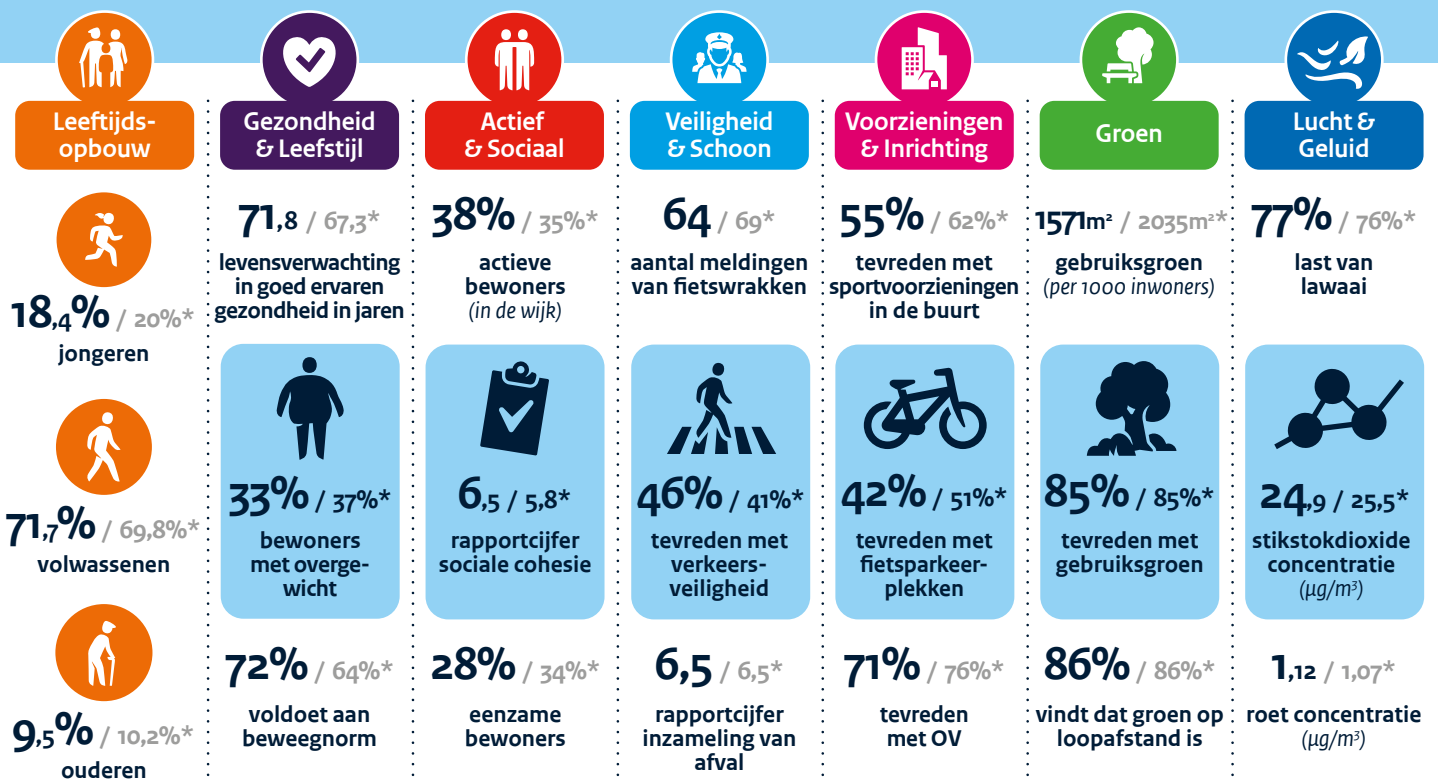 Leeftijds-
opbouw
18,4% / 20%*
jongeren
71,7% / 69,8%*
volwassenen
9,5% / 10,2%*
ouderen
Gezondheid
& Leefstijl
71,8 / 67,3*
levensverwachting
in goed ervaren
gezondheid in jaren
33% / 37%*
bewoners
met overge-
wicht
72% / 64%*
voldoet aan
beweegnorm
Actief
& Sociaal
38% / 35%*
actieve
bewoners
(in de wijk)
6,5 / 5,8*
rapportcijfer
sociale cohesie
28% / 34%*
eenzame
bewoners
Veiligheid
& Schoon
64 / 69*
aantal meldingen
van fietswrakken
46% / 41%*
tevreden met
verkeers-
veiligheid
6,5 / 6,5*
rapportcijfer
inzameling van
afval
Voorzieningen
& Inrichting
55% / 62%*
tevreden met
sportvoorzieningen
in de buurt
42% / 51%*
tevreden met
fietsparkeer-
plekken
71% / 76%*
tevreden
met OV
Groen
1571m² / 2035m²*
gebruiksgroen
(per 1000 inwoners)
85% / 85%*
tevreden met
gebruiksgroen
86% / 86%*
vindt dat groen op
loopafstand is
Lucht &
Geluid
77% / 76%*
last van
lawaai
24,9 / 25,5*
stikstokdioxide
concentratie
(µg/m³)
1,12 / 1,07*
roet concentratie
(µg/m³)